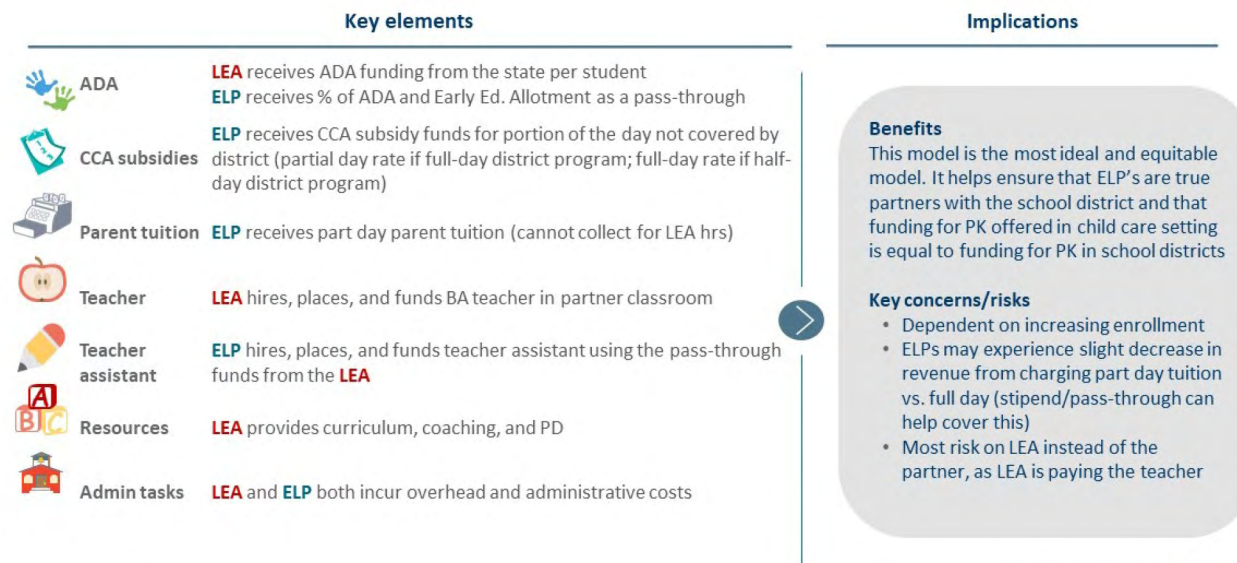 Key elements
ADA
LEA receives ADA funding from the state per student
ELP receives % of ADA and Early Ed. Allotment as a pass-through
CCA subsidies
ELP receives CCA subsidy funds for portion of the day not covered by
district (partial day rate if full-day district program; full-day rate if half-
day district program)
Parent tuition
ELP receives part day parent tuition (cannot collect for LEA hrs)
Teacher
LEA hires, places, and funds BA teacher in partner classroom
Teacher
assistant
ELP hires, places, and funds teacher assistant using the pass-through
funds from the LEA
A
B C
Resources
LEA provides curriculum, coaching, and PD
Admin tasks
LEA and ELP both incur overhead and administrative costs
Implications
Benefits
This model is the most ideal and equitable
model. It helps ensure that ELP's are true
partners with the school district and that
funding for PK offered in child care setting
is equal to funding for PK in school districts
Key concerns/risks
• Dependent on increasing enrollment
• ELPs may experience slight decrease in
revenue from charging part day tuition
vs. full day (stipend/pass-through can
help cover this)
• Most risk on LEA instead of the
partner, as LEA is paying the teacher